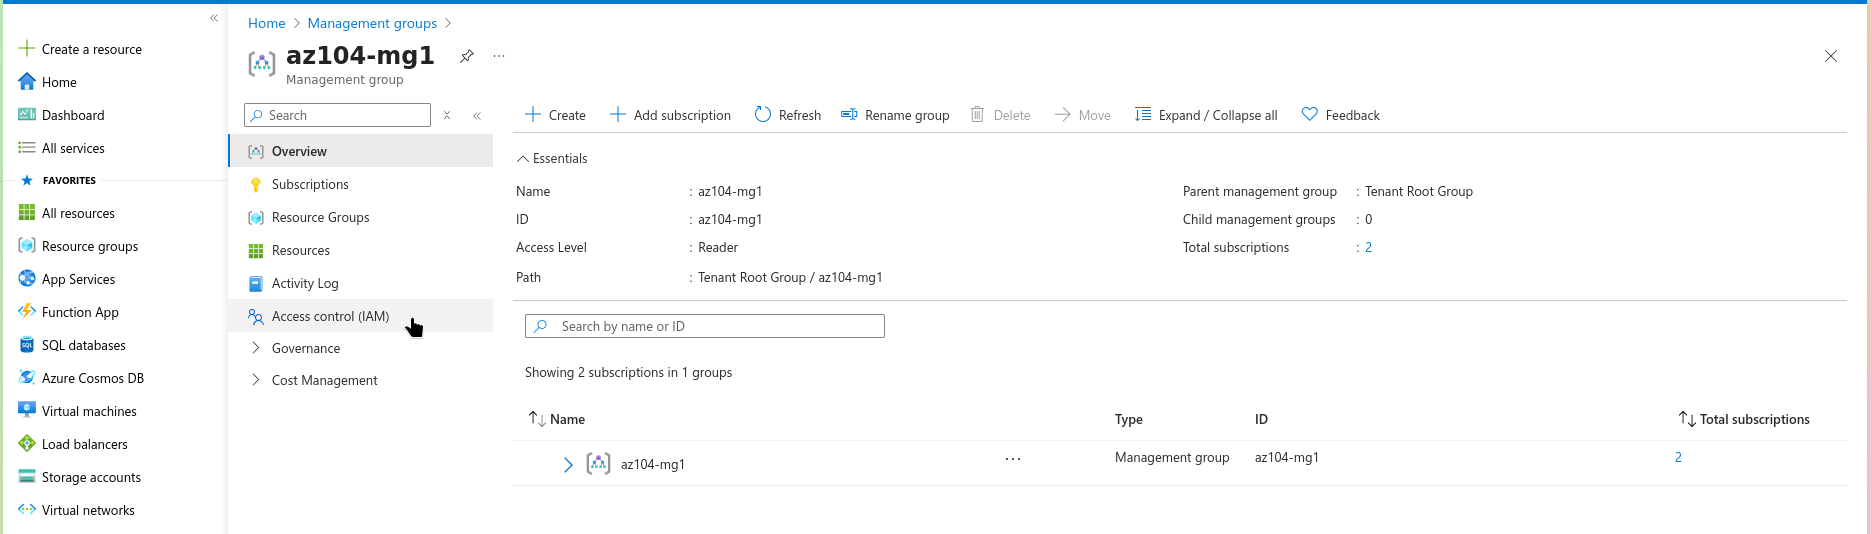 Create a resource
Home
Dashboard
All services
FAVORITES
All resources
Resource groups
App Services
Function App
SQL databases
Azure Cosmos DB
Virtual machines
Load balancers
Storage accounts
Virtual networks
Home > Management groups >
az104-mg1
Management group
Search
Overview
Subscriptions
Resource Groups
Resources
Activity Log
Access control (IAM)
Governance
Cost Management
Create Add subscription Refresh Rename group Delete Move Expand / Collapse all Feedback
Essentials
Name : az104-mg1
ID : az104-mg1
Access Level : Reader
Path : Tenant Root Group / az104-mg1
Parent management group : Tenant Root Group
Child management groups : 0
Total subscriptions : 2
Search by name or ID
Showing 2 subscriptions in 1 groups
Name Type ID Total subscriptions
az104-mg1 ... Management group az104-mg1 2